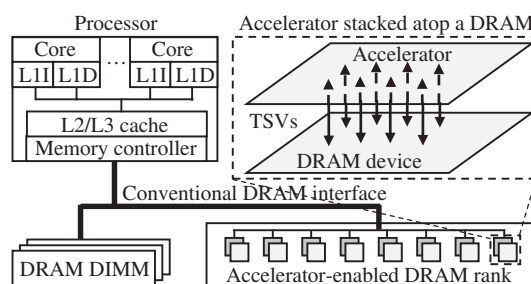 Processor
Core
Core
L1I
L1D
...
L1I
L1D
L2/L3 cache
Memory controller
Accelerator stacked atop a DRAM
Accelerator
TSVs
DRAM device
Conventional DRAM interface
DRAM DIMM
Accelerator-enabled DRAM rank